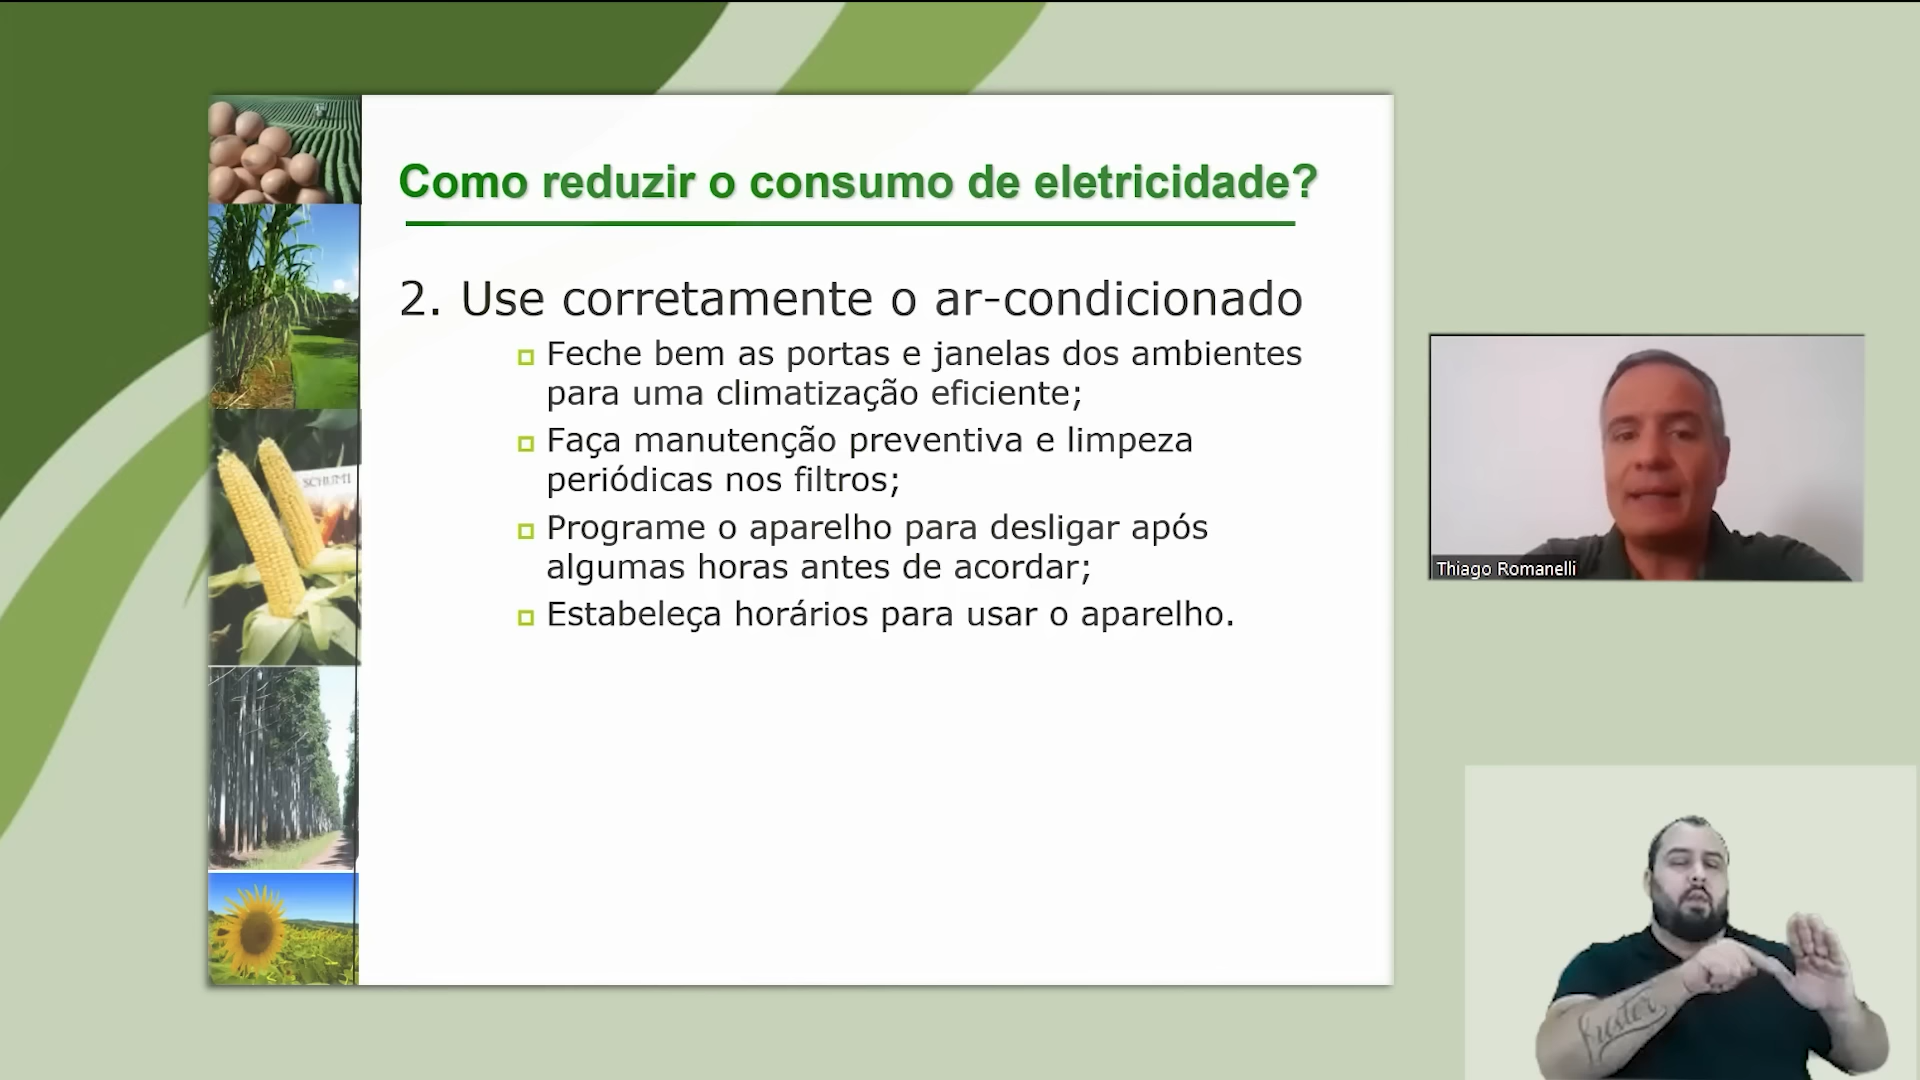 Como reduzir o consumo de eletricidade?
2. Use corretamente o ar-condicionado
Feche bem as portas e janelas dos ambientes
para uma climatização eficiente;
Faça manutenção preventiva e limpeza
periódicas nos filtros;
Programe o aparelho para desligar após
algumas horas antes de acordar;
Estabeleça horários para usar o aparelho.
Thiago Romanelli